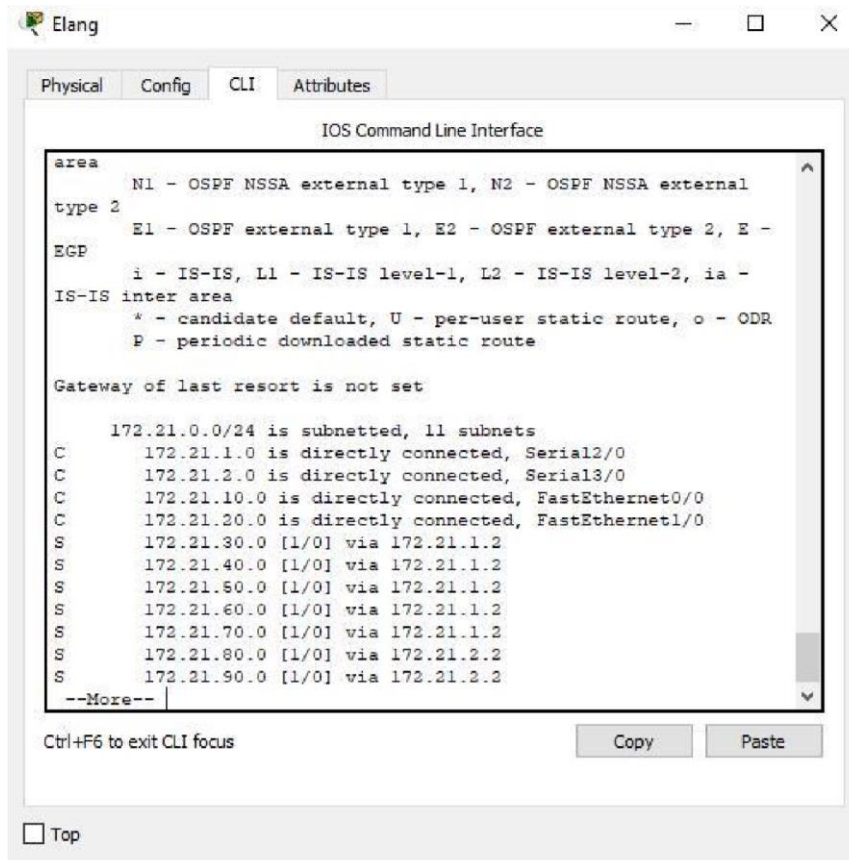 Elang
Physical Config CLI Attributes
IOS Command Line Interface
area
N1 - OSPF NSSA external type 1, N2 - OSPF NSSA external
type 2
E1 - OSPF external type 1, E2 - OSPF external type 2, E -
EGP
i - IS-IS, L1 - IS-IS level-1, L2 - IS-IS level-2, ia -
IS-IS inter area
* - candidate default, U - per-user static route, o - ODR
P - periodic downloaded static route
Gateway of last resort is not set
172.21.0.0/24 is subnetted, 11 subnets
C 172.21.1.0 is directly connected, Serial2/0
C 172.21.2.0 is directly connected, Serial3/0
C 172.21.10.0 is directly connected, FastEthernet0/0
C 172.21.20.0 is directly connected, FastEthernet1/0
S 172.21.30.0 [1/0] via 172.21.1.2
S 172.21.40.0 [1/0] via 172.21.1.2
S 172.21.50.0 [1/0] via 172.21.1.2
S 172.21.60.0 [1/0] via 172.21.1.2
S 172.21.70.0 [1/0] via 172.21.1.2
S 172.21.80.0 [1/0] via 172.21.2.2
S 172.21.90.0 [1/0] via 172.21.2.2
--More--
Ctrl+F6 to exit CLI focus Copy Paste
Top